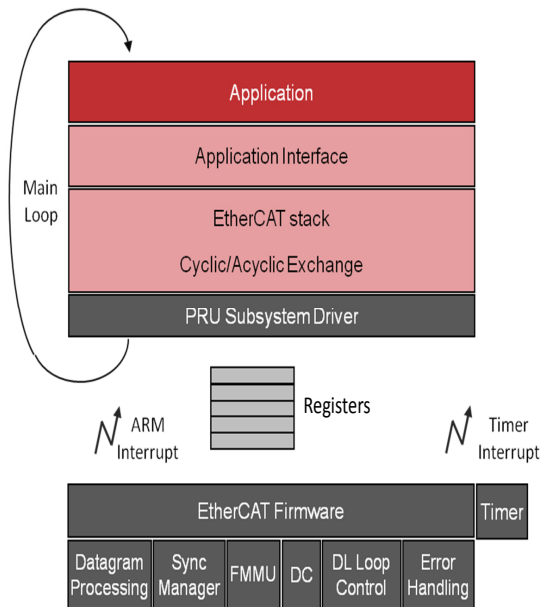 Application
Application Interface
Main
Loop
EtherCAT stack
Cyclic/Acyclic Exchange
PRU Subsystem Driver
Registers
ARM
Interrupt
Timer
Interrupt
EtherCAT Firmware
Timer
Datagram
Processing
Sync
Manager
FMMU
DC
DL Loop
Control
Error
Handling